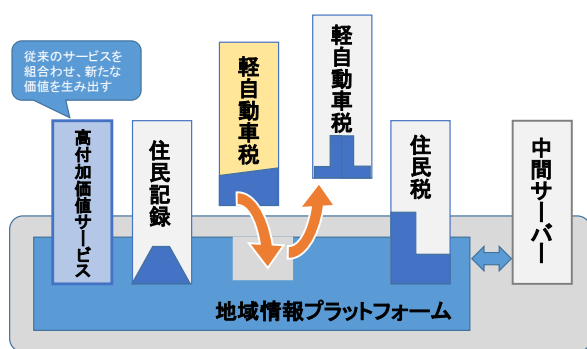 従来のサービスを
組合わせ、新たな
価値を生み出す
高付加価値サービス
住民記録
軽自動車税
軽自動車税
住民税
中間サーバー
地域情報プラットフォーム